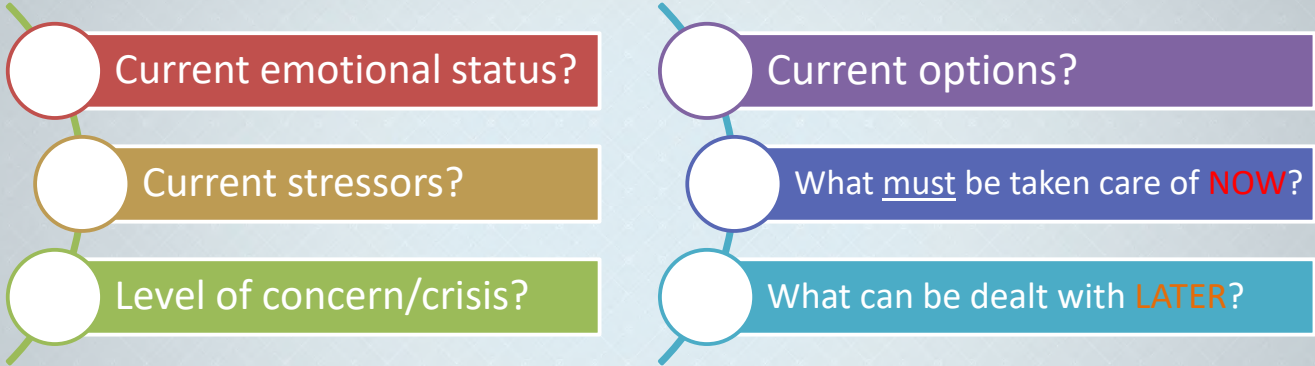 Current emotional status?
Current stressors?
Level of concern/crisis?
Current options?
What must be taken care of NOW?
What can be dealt with LATER?